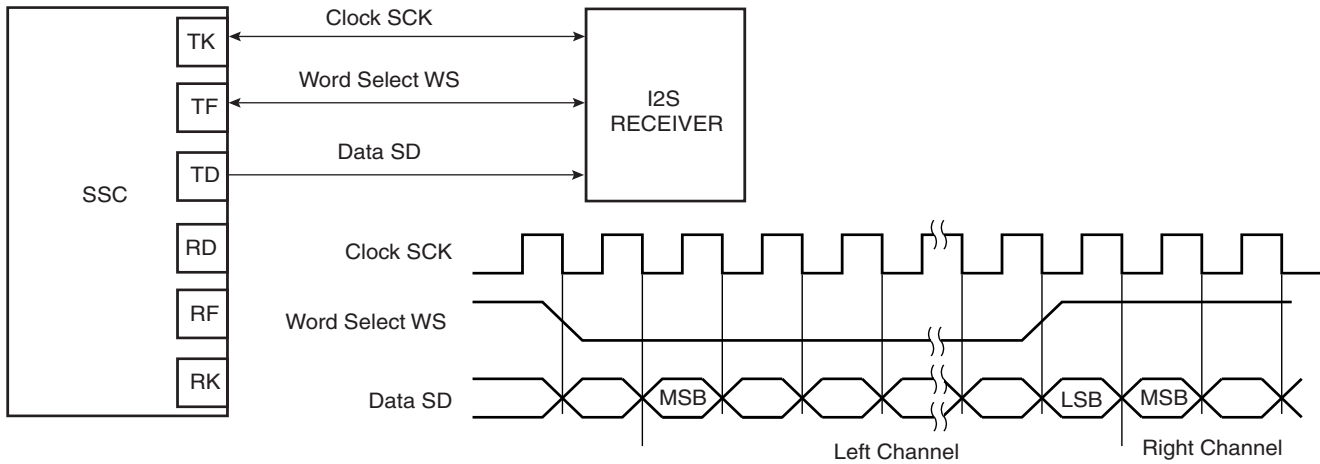 Clock SCK
TK
Word Select WS
TF
I2S
RECEIVER
Data SD
TD
SSC
RD
RF
RK
Clock SCK
Word Select WS
Data SD
MSB
LSB
MSB
Left Channel
Right Channel